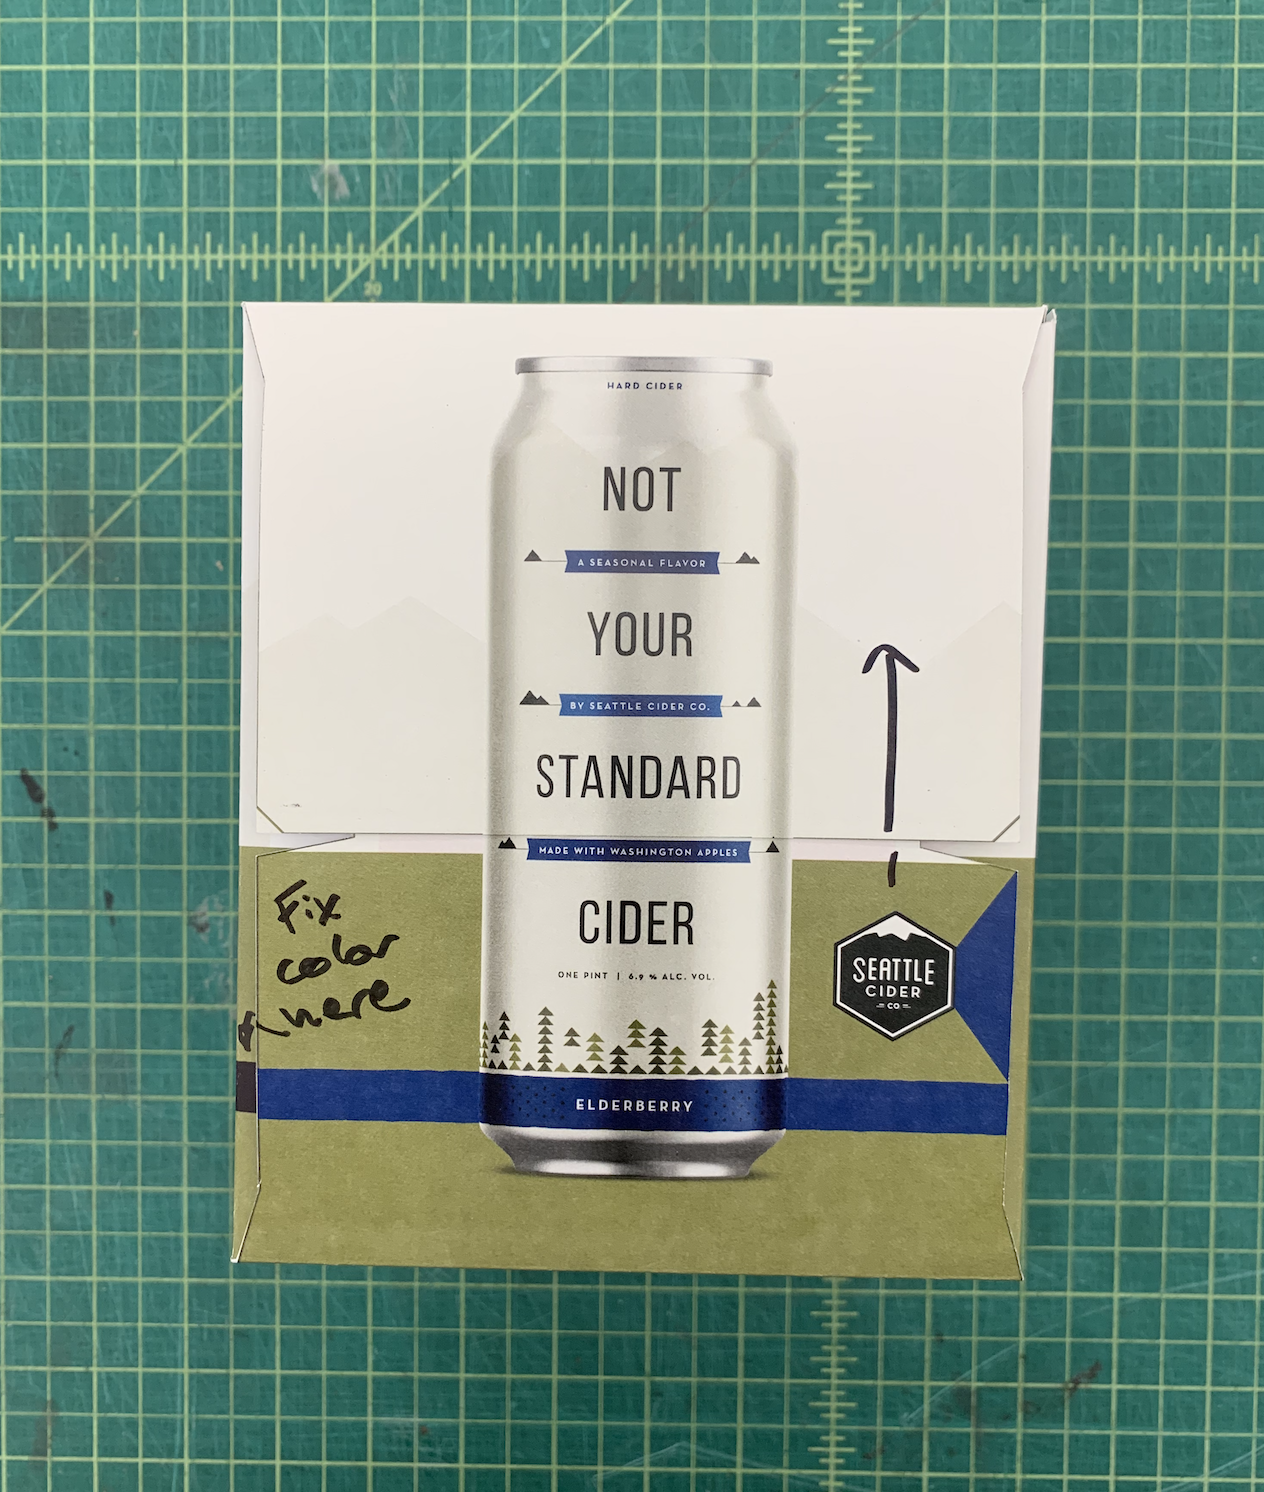 20
HARD CIDER
NOT
A SEASONAL FLAVOR
YOUR
BY SEATTLE CIDER CO.
STANDARD
MADE WITH WASHINGTON APPLES
CIDER
ONE PINT | 6.9 % ALC. VOL.
ELDERBERRY
Fix
color
here
SEATTLE
CIDER
CO